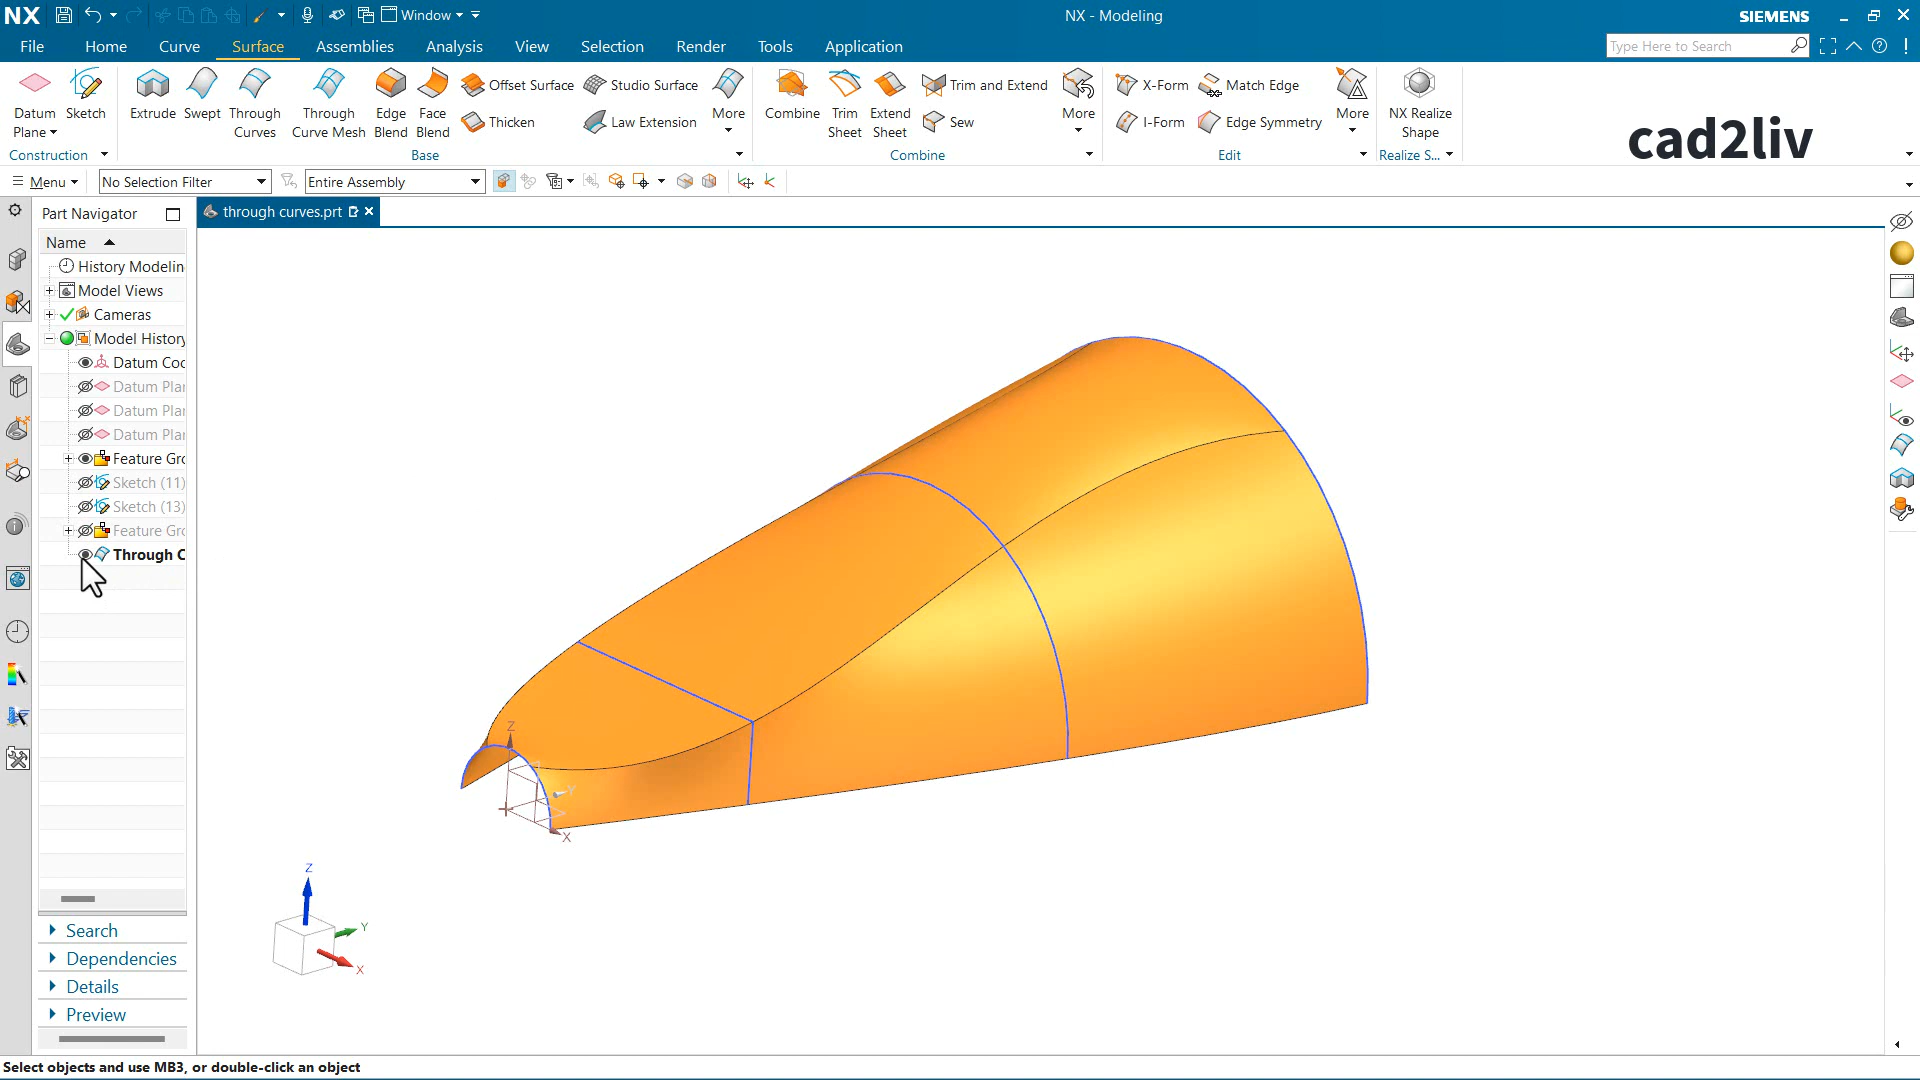 NX Window NX - Modeling SIEMENS
File Home Curve Surface Assemblies Analysis View Selection Render Tools Application Type Here to Search
Datum Plane Sketch Extrude Swept Through Curves Through Curve Mesh Edge Blend Face Blend Offset Surface Thicken Studio Surface Law Extension More Combine Trim Sheet Extend Sheet Trim and Extend Sew More X-Form I-Form Match Edge Edge Symmetry More NX Realize Shape
cad2liv
Construction Base Combine Edit Realize S...
Menu No Selection Filter Entire Assembly
Part Navigator through curves.prt
Name
History Modelin
Model Views
Cameras
Model History
Datum Coo
Datum Plan
Datum Plan
Datum Plan
Feature Gro
Sketch (11)
Sketch (13)
Feature Gro
Through C
Z
Y
X
Z
Y
X
Search
Dependencies
Details
Preview
Select objects and use MB3, or double-click an object